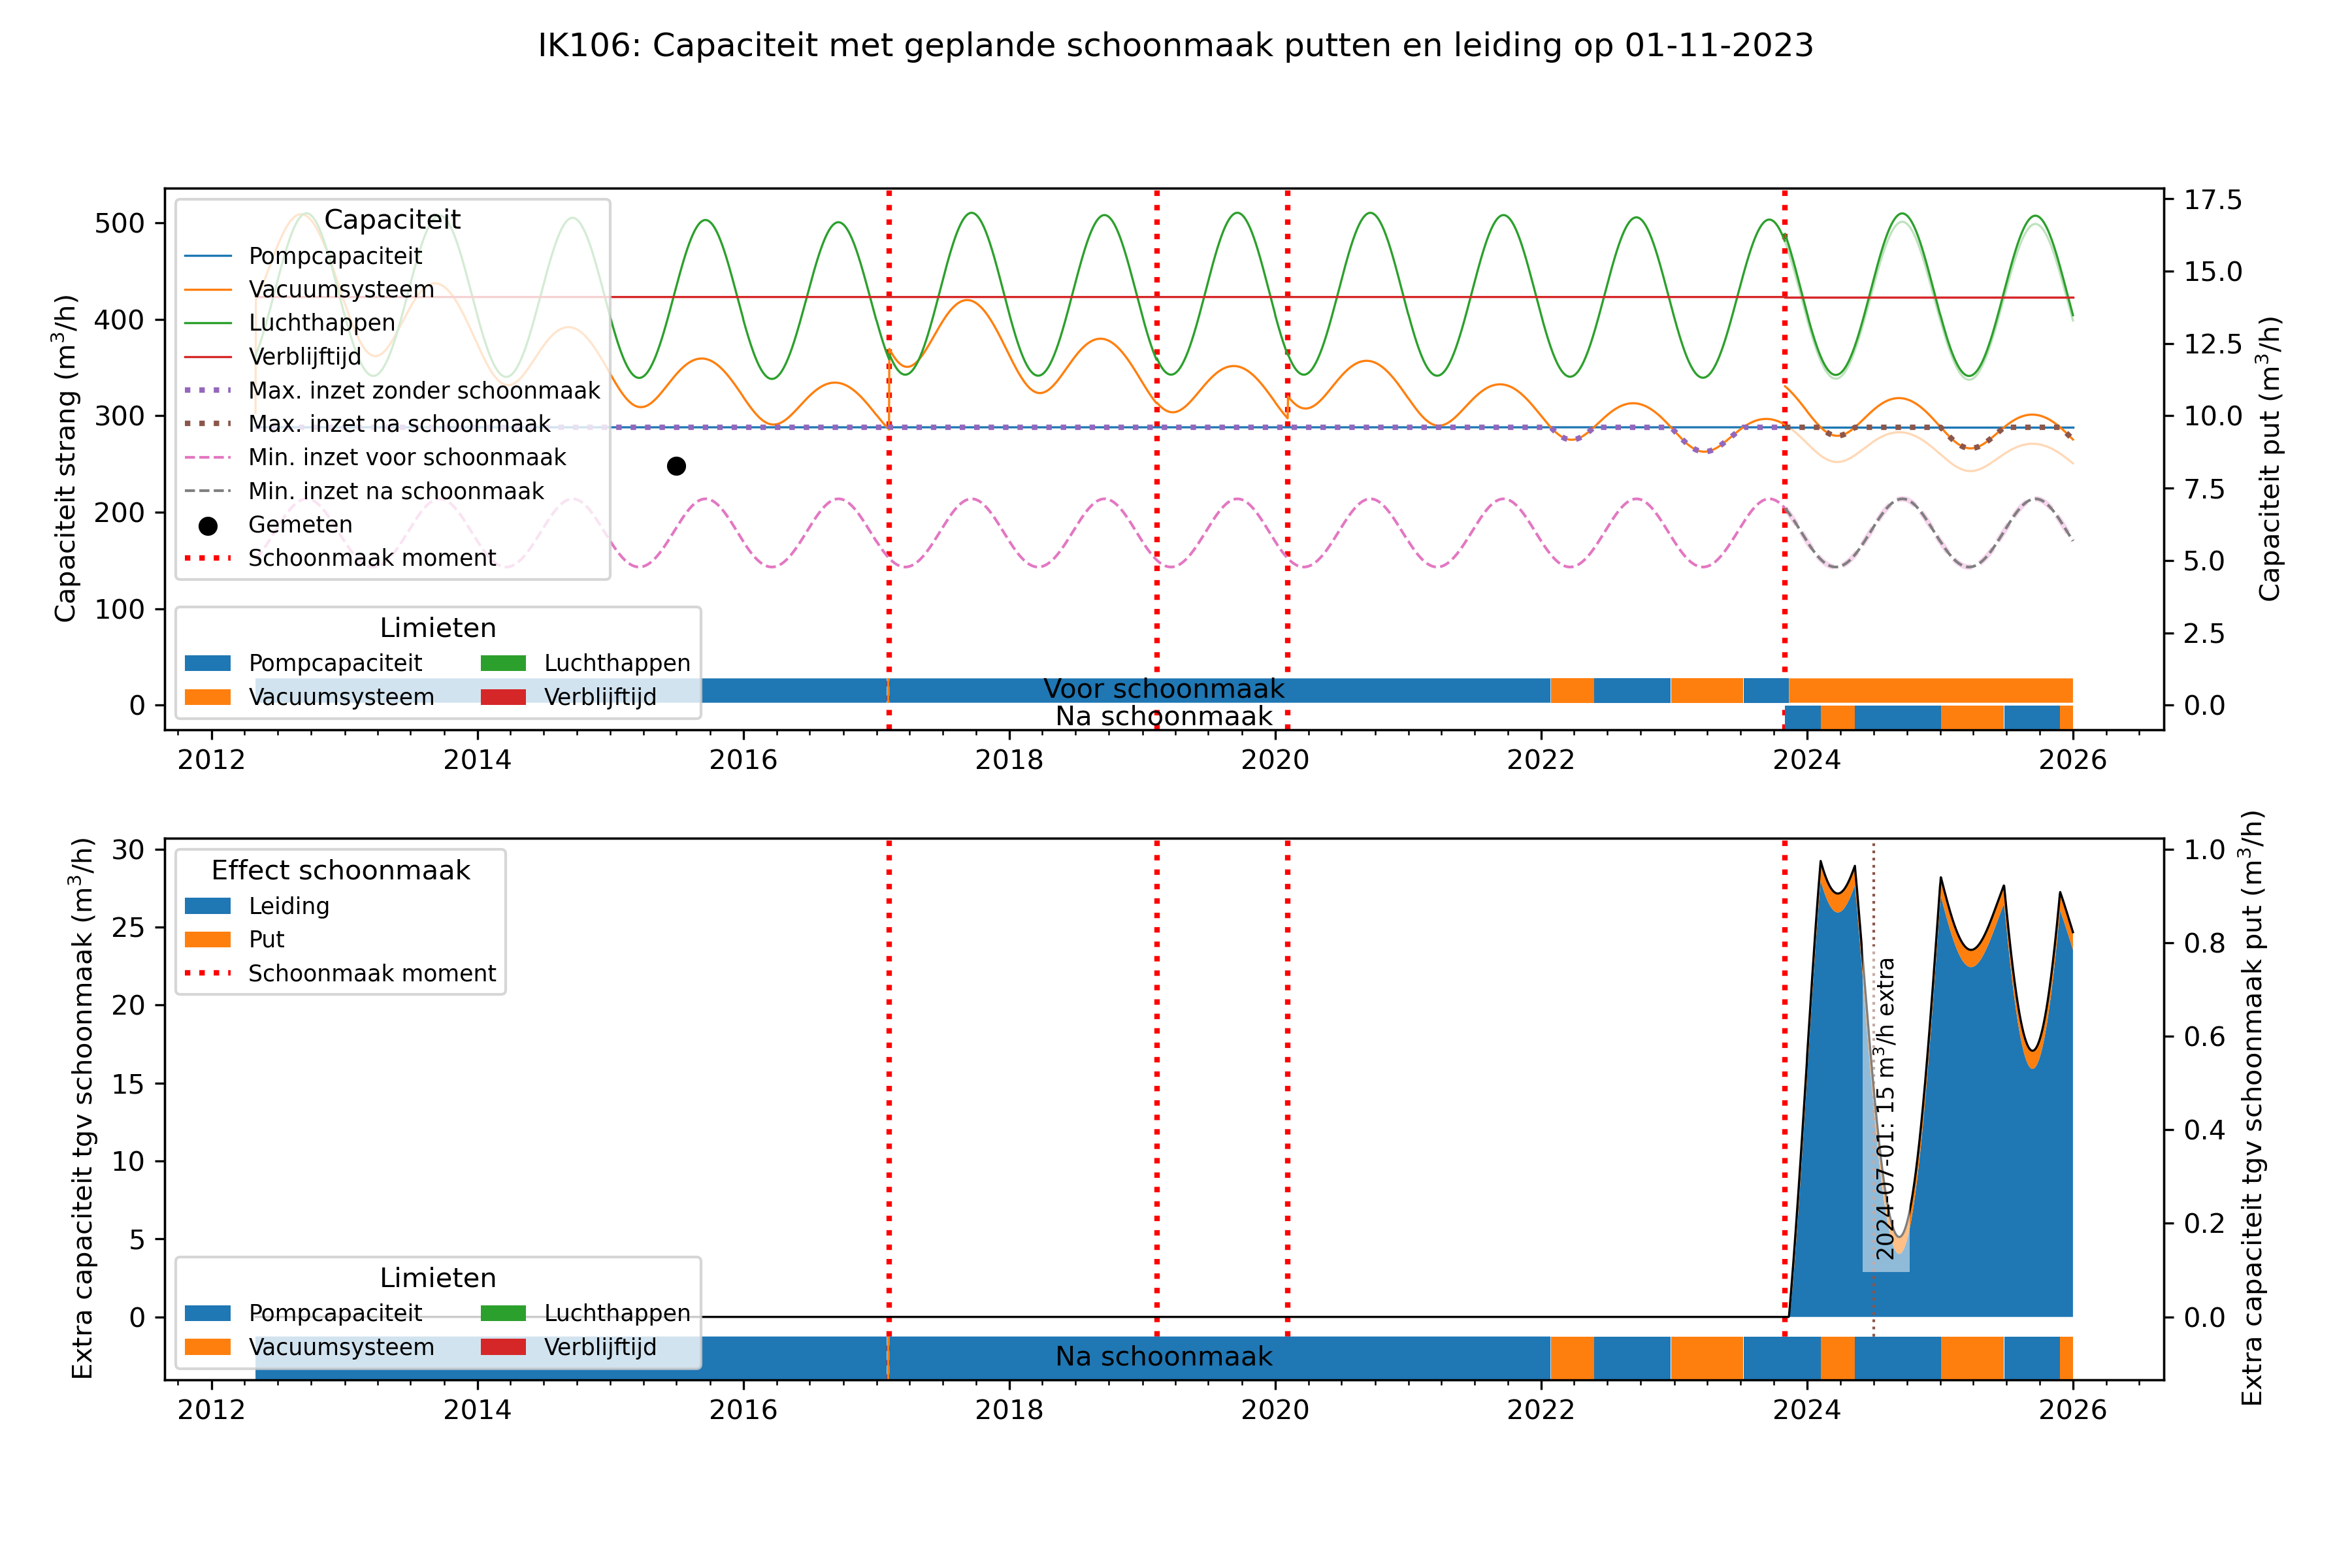 IK106: Capaciteit met geplande schoonmaak putten en leiding op 01-11-2023
Capaciteit strang (m³/h)
500
400
300
200
100
0
Capaciteit
Pompcapaciteit
Vacuumsysteem
Luchthappen
Verblijftijd
Max. inzet zonder schoonmaak
Max. inzet na schoonmaak
Min. inzet voor schoonmaak
Min. inzet na schoonmaak
Gemeten
Schoonmaak moment
Limieten
Pompcapaciteit Luchthappen
Vacuumsysteem Verblijftijd
Voor schoonmaak
Na schoonmaak
17.5
15.0
12.5
10.0
7.5
5.0
2.5
0.0
Capaciteit put (m³/h)
2012 2014 2016 2018 2020 2022 2024 2026
Extra capaciteit tgv schoonmaak (m³/h)
30
25
20
15
10
5
0
Effect schoonmaak
Leiding
Put
Schoonmaak moment
Limieten
Pompcapaciteit Luchthappen
Vacuumsysteem Verblijftijd
Na schoonmaak
2024-07-01: 15 m³/h extra
1.0
0.8
0.6
0.4
0.2
0.0
Extra capaciteit tgv schoonmaak put (m³/h)
2012 2014 2016 2018 2020 2022 2024 2026